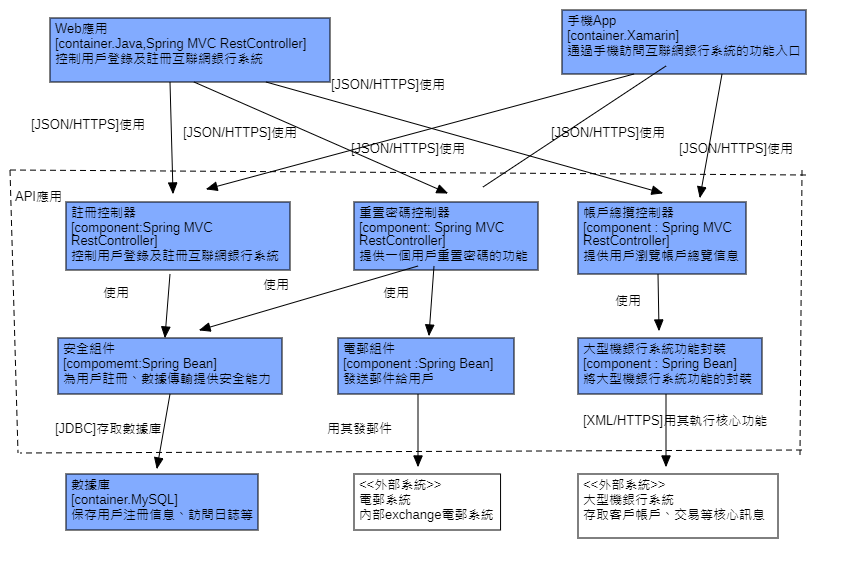 Web應用
[container.Java,Spring MVC RestController]
控制用戶登錄及註冊互聯網銀行系統
手機App
[container.Xamarin]
通過手機訪問互聯網銀行系統的功能入口
[JSON/HTTPS]使用
[JSON/HTTPS]使用
[JSON/HTTPS]使用
[JSON/HTTPS]使用
[JSON/HTTPS]使用
[JSON/HTTPS]使用
API應用
註冊控制器
[component:Spring MVC
RestController]
控制用戶登錄及註冊互聯網銀行系統
重置密碼控制器
[component: Spring MVC
RestController]
提供一個用戶重置密碼的功能
帳戶總攬控制器
[component : Spring MVC
RestController]
提供用戶瀏覽帳戶總覽信息
使用
使用
使用
使用
安全組件
[compomemt:Spring Bean]
為用戶註冊、數據傳輸提供安全能力
電郵組件
[component :Spring Bean]
發送郵件給用戶
大型機銀行系統功能封裝
[component : Spring Bean]
將大型機銀行系統功能的封裝
[JDBC]存取數據庫
用其發郵件
[XML/HTTPS]用其執行核心功能
數據庫
[container.MySQL]
保存用戶注冊信息、訪問日誌等
<<外部系統>>
電郵系統
內部exchange電郵系統
<<外部系統>>
大型機銀行系統
存取客戶帳戶、交易等核心訊息